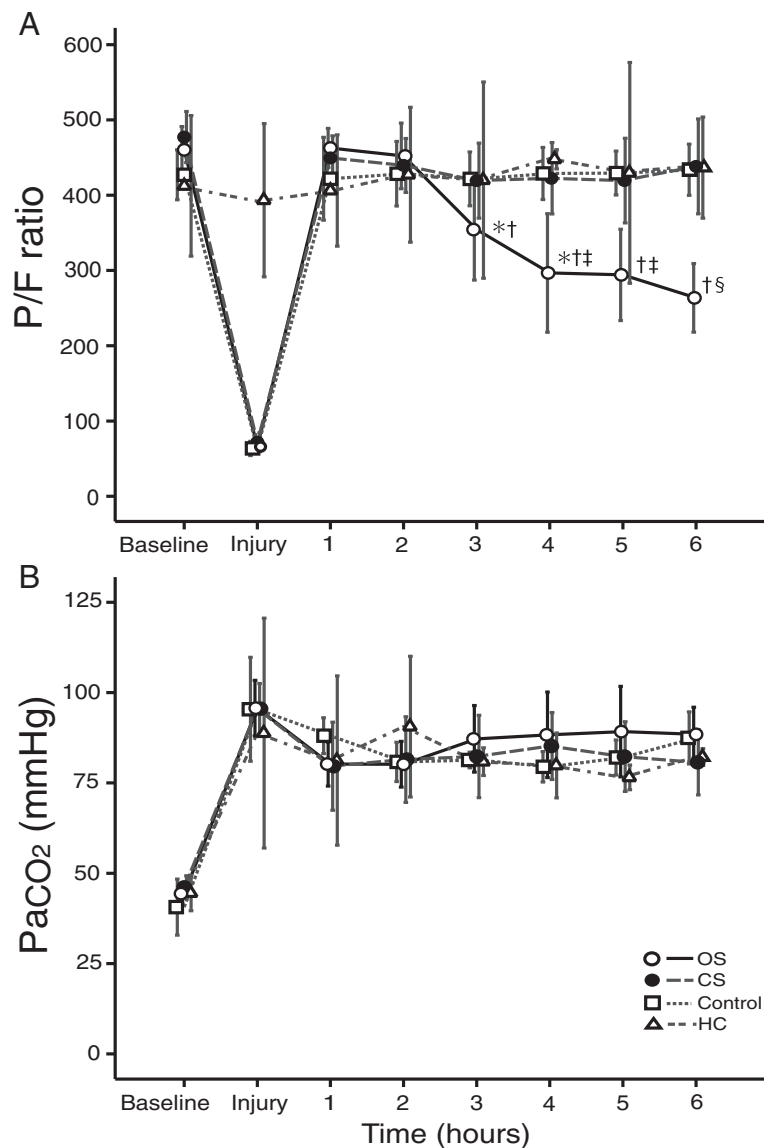 A
P/F ratio
600
500
400
300
200
100
0
*†
*†‡
†‡
†§
Baseline Injury 1 2 3 4 5 6
B
PaCO2 (mmHg)
125
100
75
50
25
0
OS
CS
Control
HC
Baseline Injury 1 2 3 4 5 6
Time (hours)